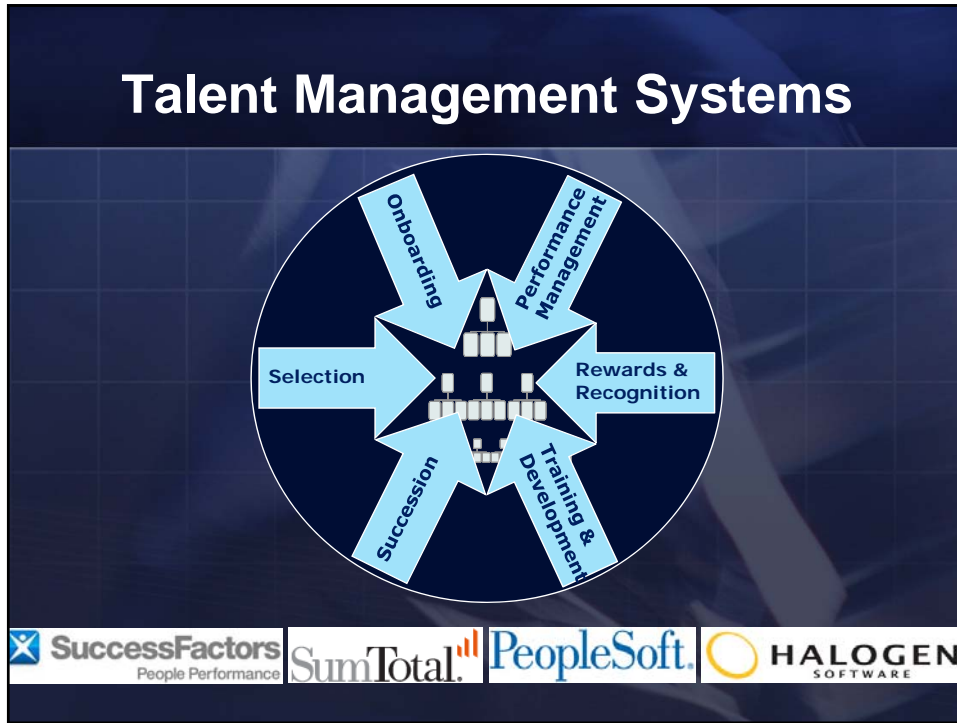 Talent Management Systems
Onboarding
Performance
Management
Selection
Rewards &
Recognition
Succession
Training &
Development
SuccessFactors
People Performance
SumTotal.
PeopleSoft.
HALOGEN
SOFTWARE